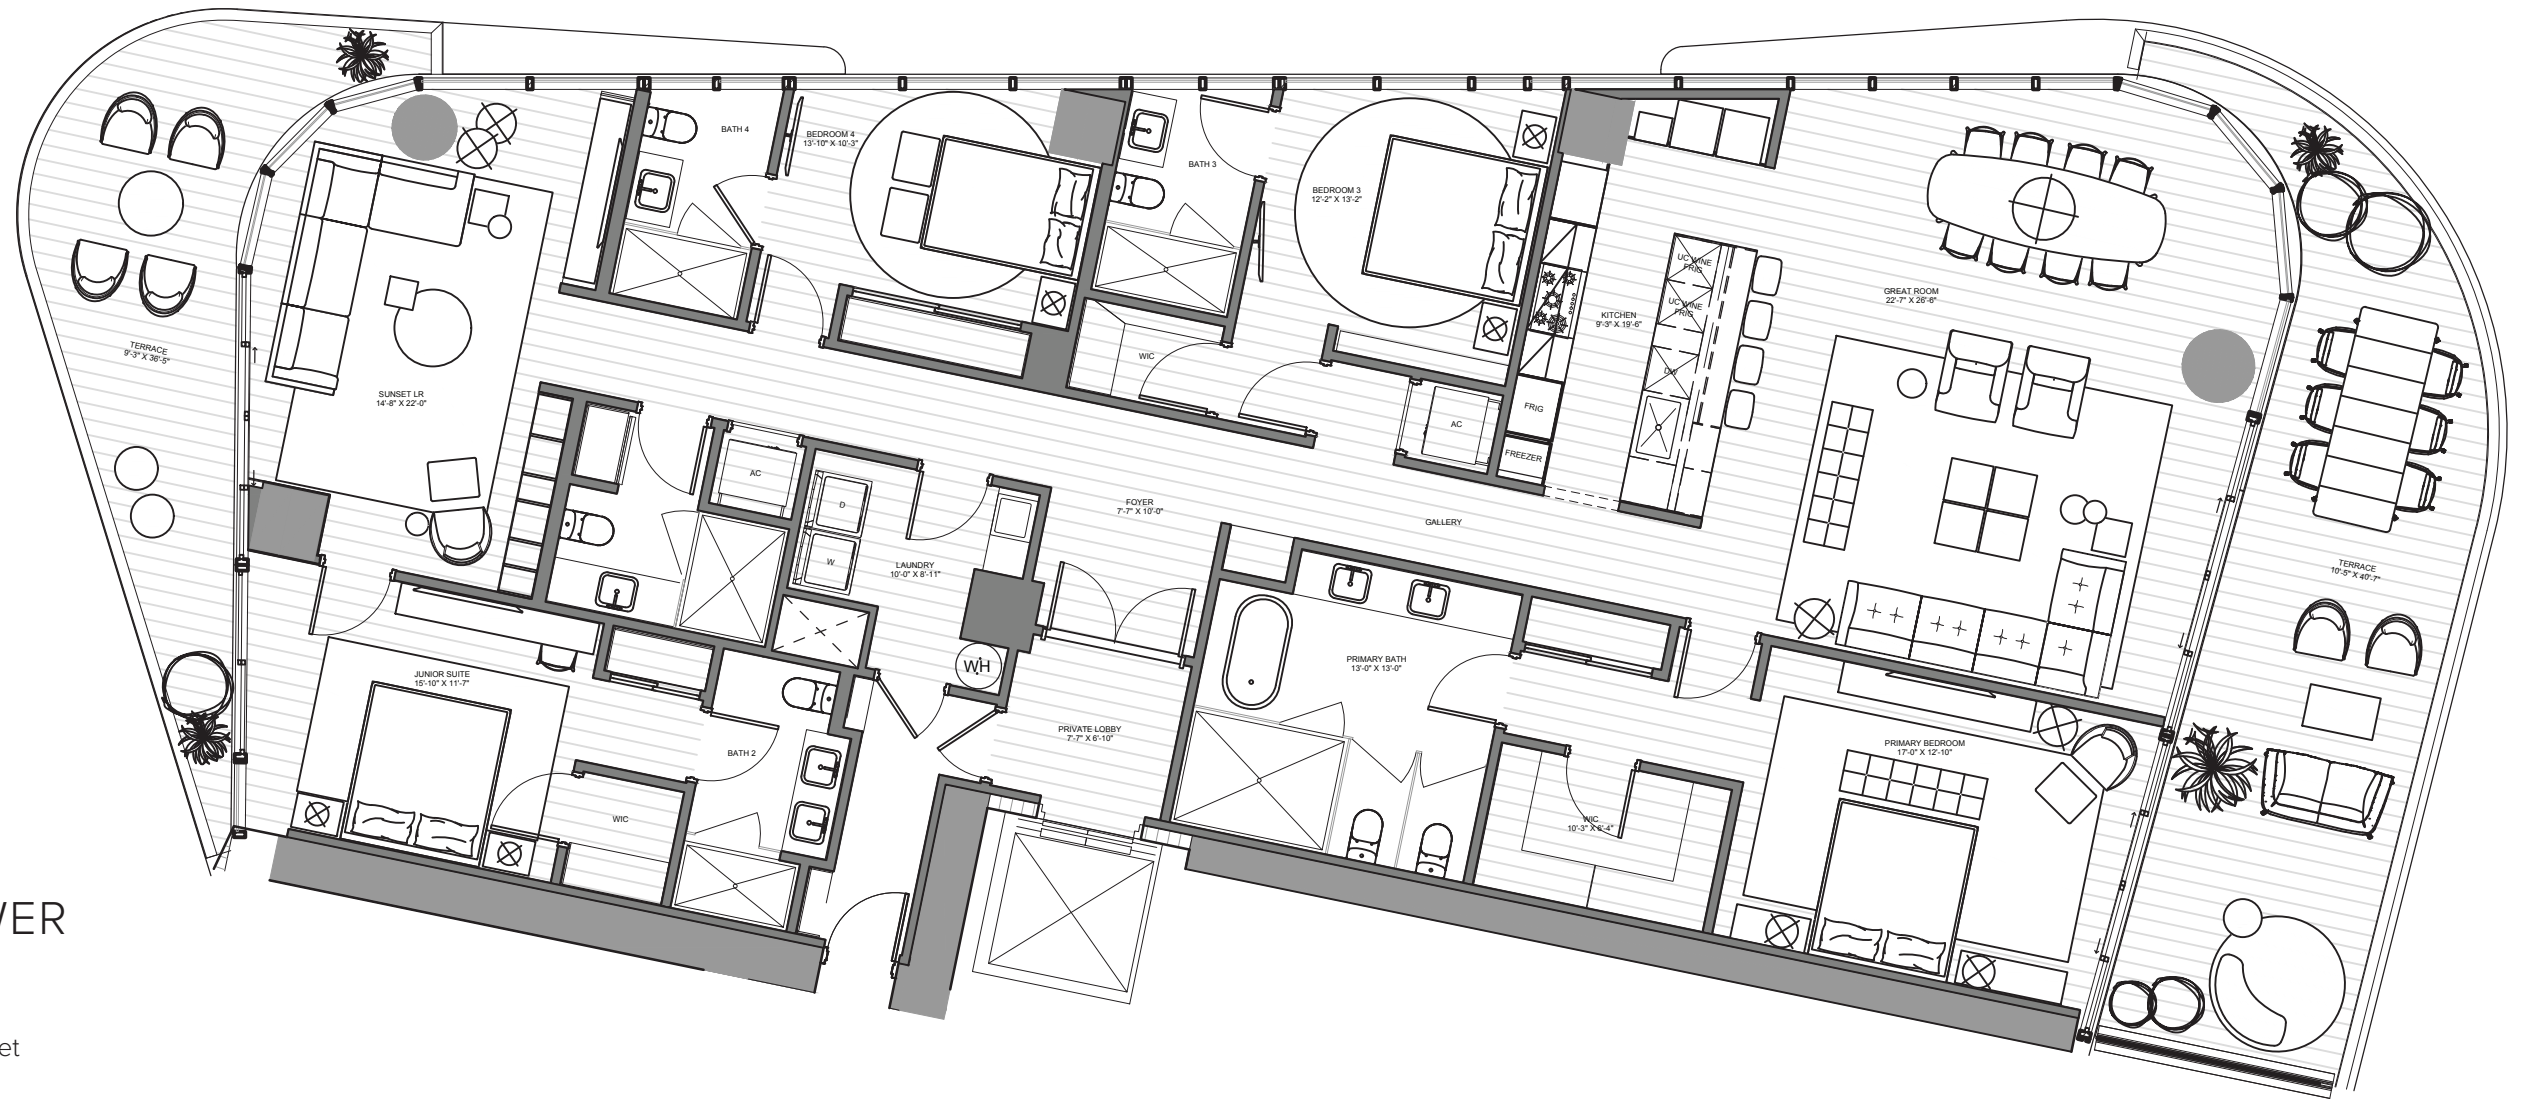 BATH 4
BEDROOM 4
13'-10" X 10'-3"
BATH 3
BEDROOM 3
12'-2" X 13'-2"
UC WINE
FRIG
UC WINE
FRIG
DW
KITCHEN
9'-3" X 19'-6"
GREAT ROOM
22'-7" X 26'-6"
TERRACE
9'-3" X 36'-5"
SUNSET LR
14'-8" X 22'-0"
WIC
FRIG
FREEZER
AC
AC
D
W
LAUNDRY
10'-0" X 8'-11"
FOYER
7'-7" X 10'-0"
GALLERY
TERRACE
10'-5" X 40'-7"
WH
JUNIOR SUITE
15'-10" X 11'-7"
BATH 2
WIC
PRIVATE LOBBY
7'-7" X 6'-10"
PRIMARY BATH
13'-0" X 13'-0"
WIC
10'-3" X 6'-4"
PRIMARY BEDROOM
17'-0" X 12'-10"
WER
et